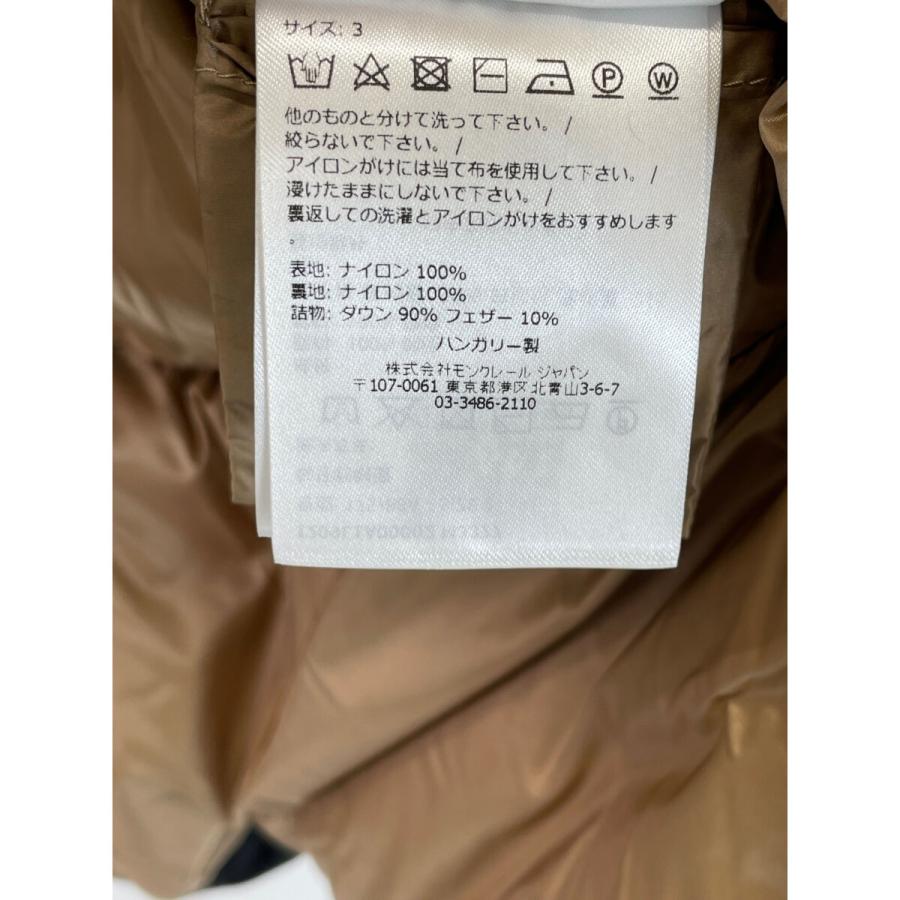 サイズ: 3
P W
他のものと分けて洗って下さい。/
絞らないで下さい。/
アイロンがけには当て布を使用して下さい。/
浸けたままにしないで下さい。/
裏返しての洗濯とアイロンがけをおすすめします
。
表地: ナイロン 100%
裏地: ナイロン 100%
詰物: ダウン 90% フェザー 10%
ハンガリー製
株式会社モンクレール ジャパン
〒107-0061 東京都港区北青山3-6-7
03-3486-2110